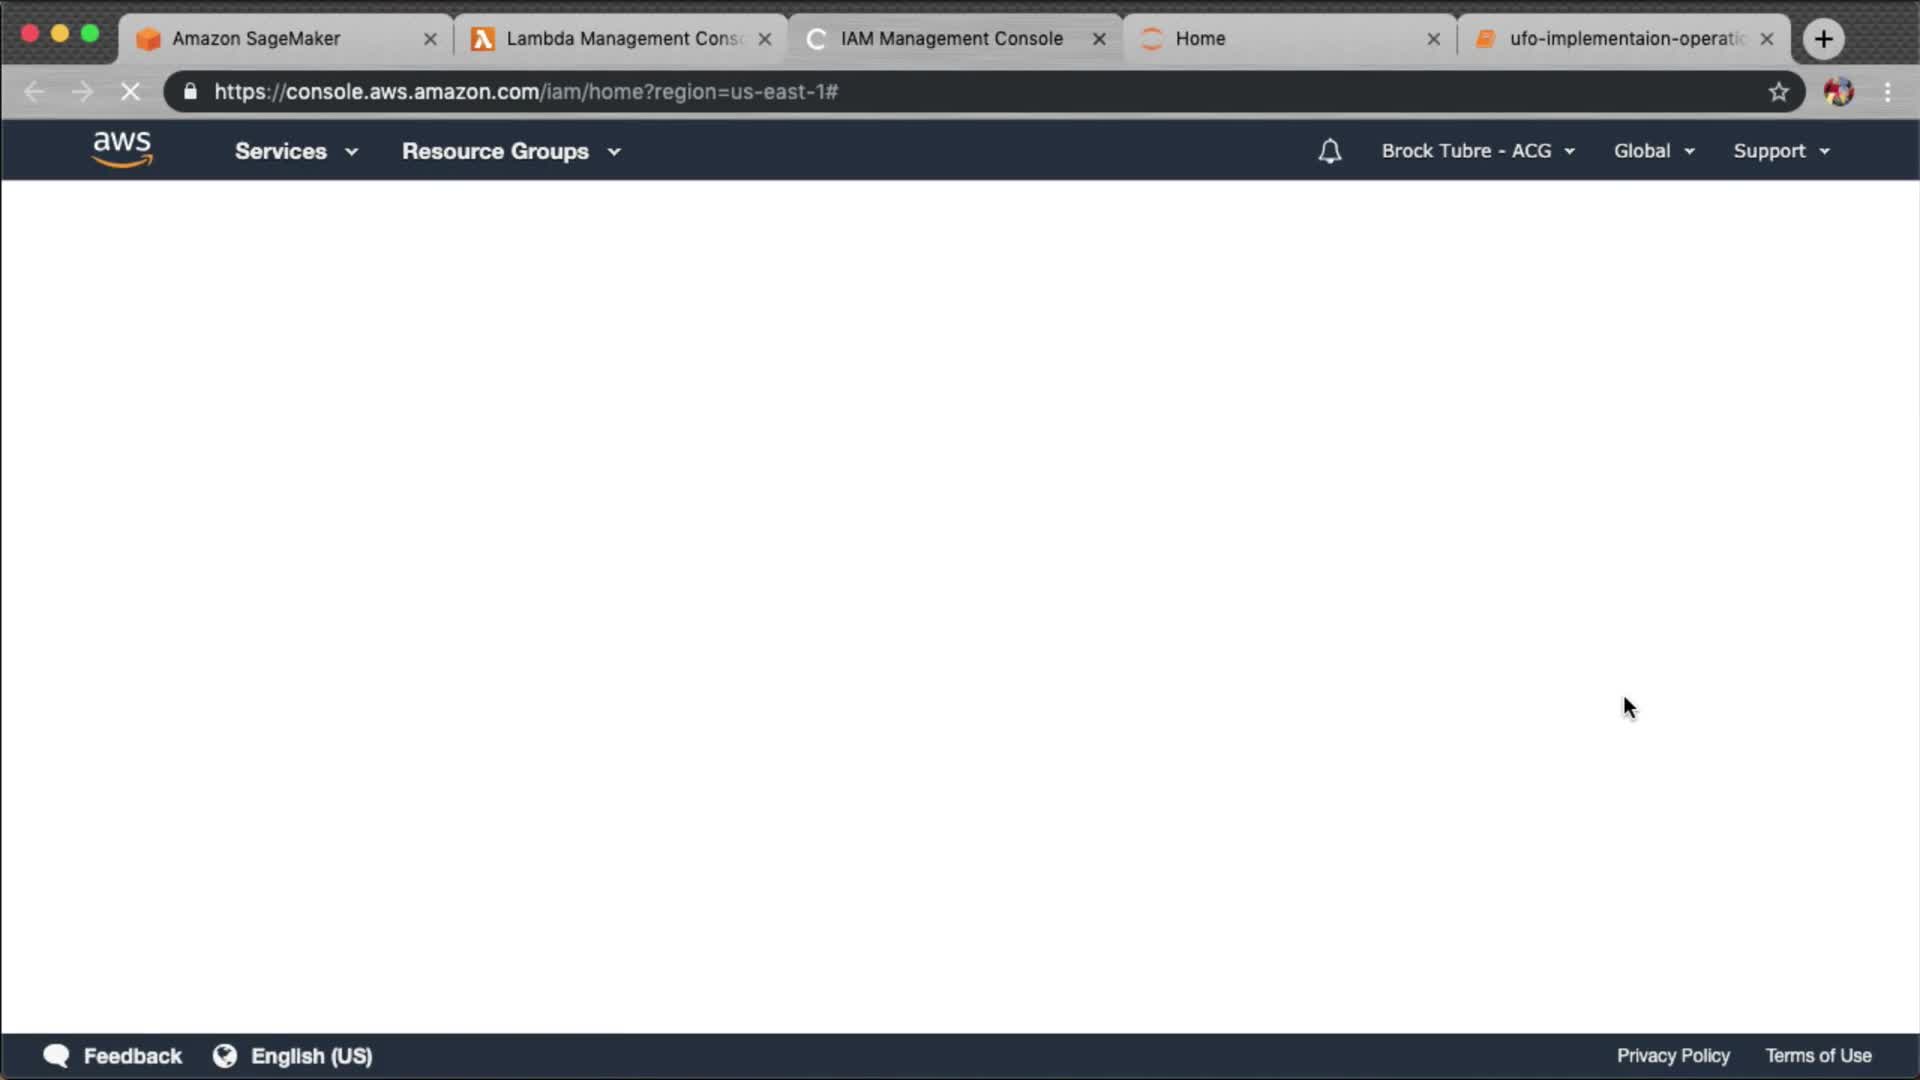 Amazon SageMaker
Lambda Management Cons
IAM Management Console
Home
ufo-implementaion-operati
https://console.aws.amazon.com/iam/home?region=us-east-1#
aws
Services
Resource Groups
Brock Tubre - ACG
Global
Support
Feedback
English (US)
Privacy Policy
Terms of Use